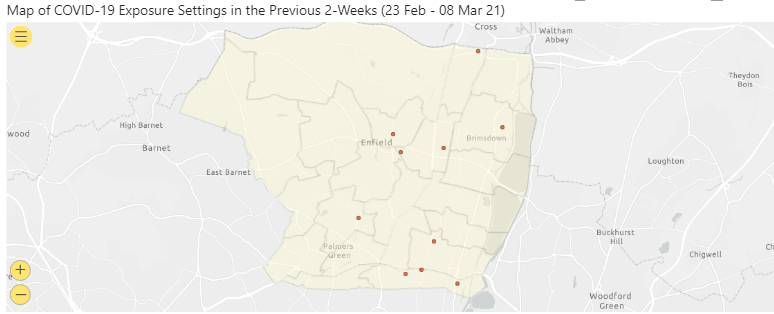 Map of COVID-19 Exposure Settings in the Previous 2-Weeks (23 Feb - 08 Mar 21)
Cross
Waltham
Abbey
Theydon
Bois
High Barnet
wood
Barnet
Enfield
Brimsdown
East Barnet
Loughton
Palmers
Green
Buckhurst
Hill
Chigwell
Ch
+
−
Woodford
Green